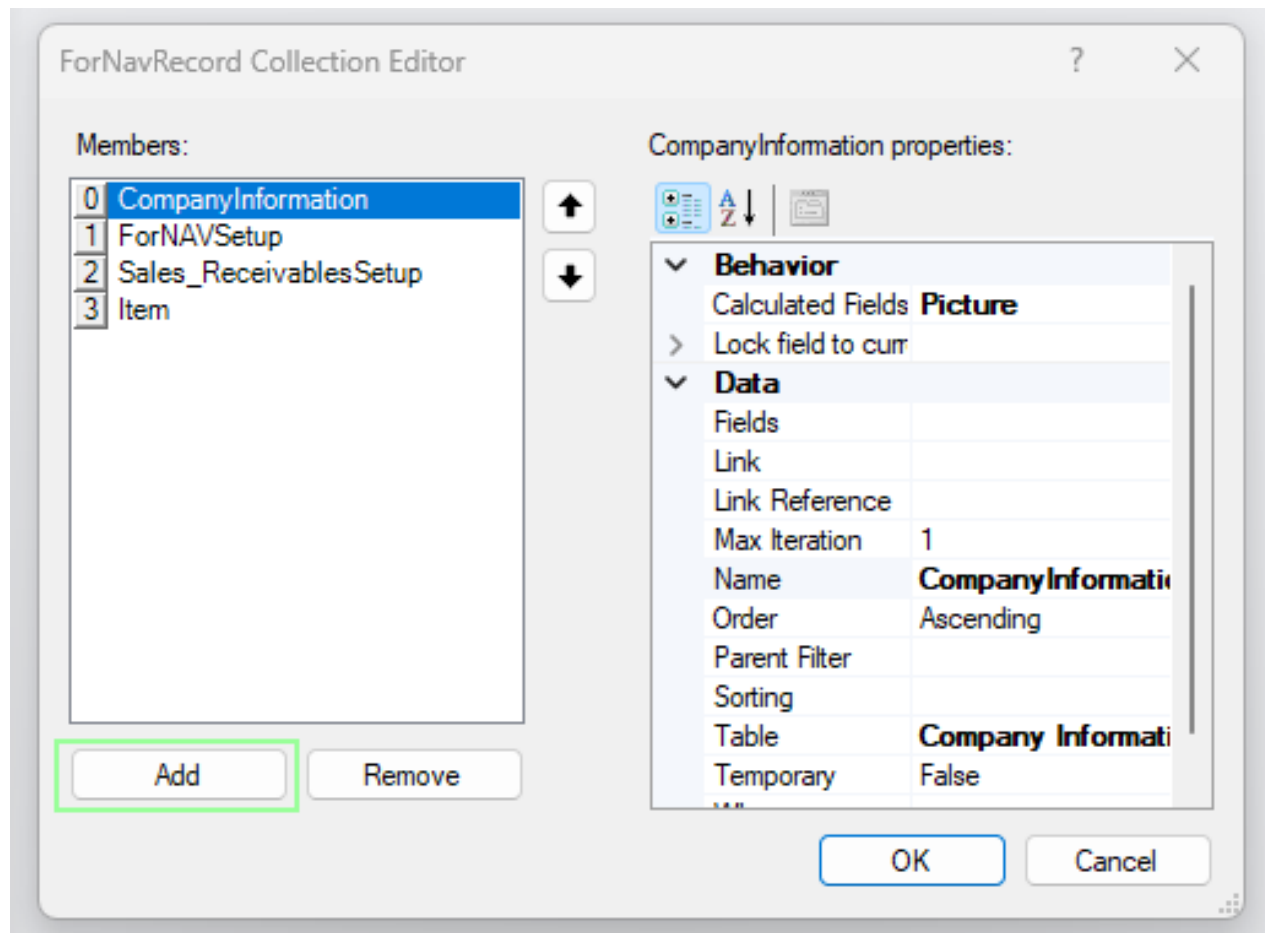 ForNavRecord Collection Editor
?
Members:
0 CompanyInformation
1 ForNAVSetup
2 Sales_ReceivablesSetup
3 Item
Add
Remove
CompanyInformation properties:
A
Z
Behavior
Calculated Fields Picture
Lock field to curr
Data
Fields
Link
Link Reference
Max Iteration 1
Name CompanyInformati
Order Ascending
Parent Filter
Sorting
Table Company Informati
Temporary False
OK
Cancel